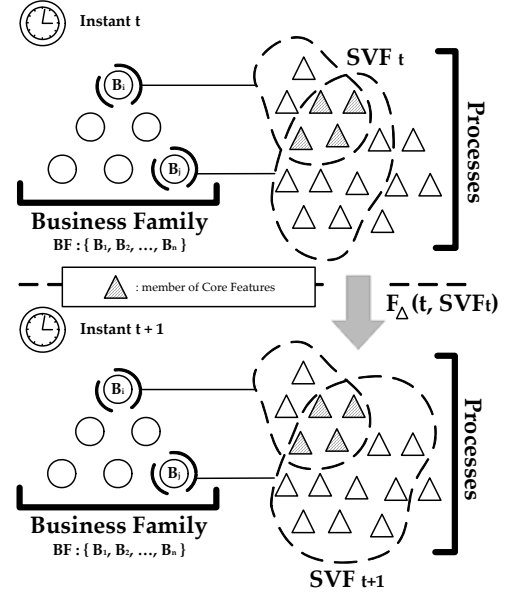 Instant t
SVF t
Bi
Bj
Processes
Business Family
BF : { B1, B2, ..., Bn }
: member of Core Features
F△ (t, SVFt)
Instant t + 1
Bi
Bj
Processes
Business Family
BF : { B1, B2, ..., Bn }
SVF t+1